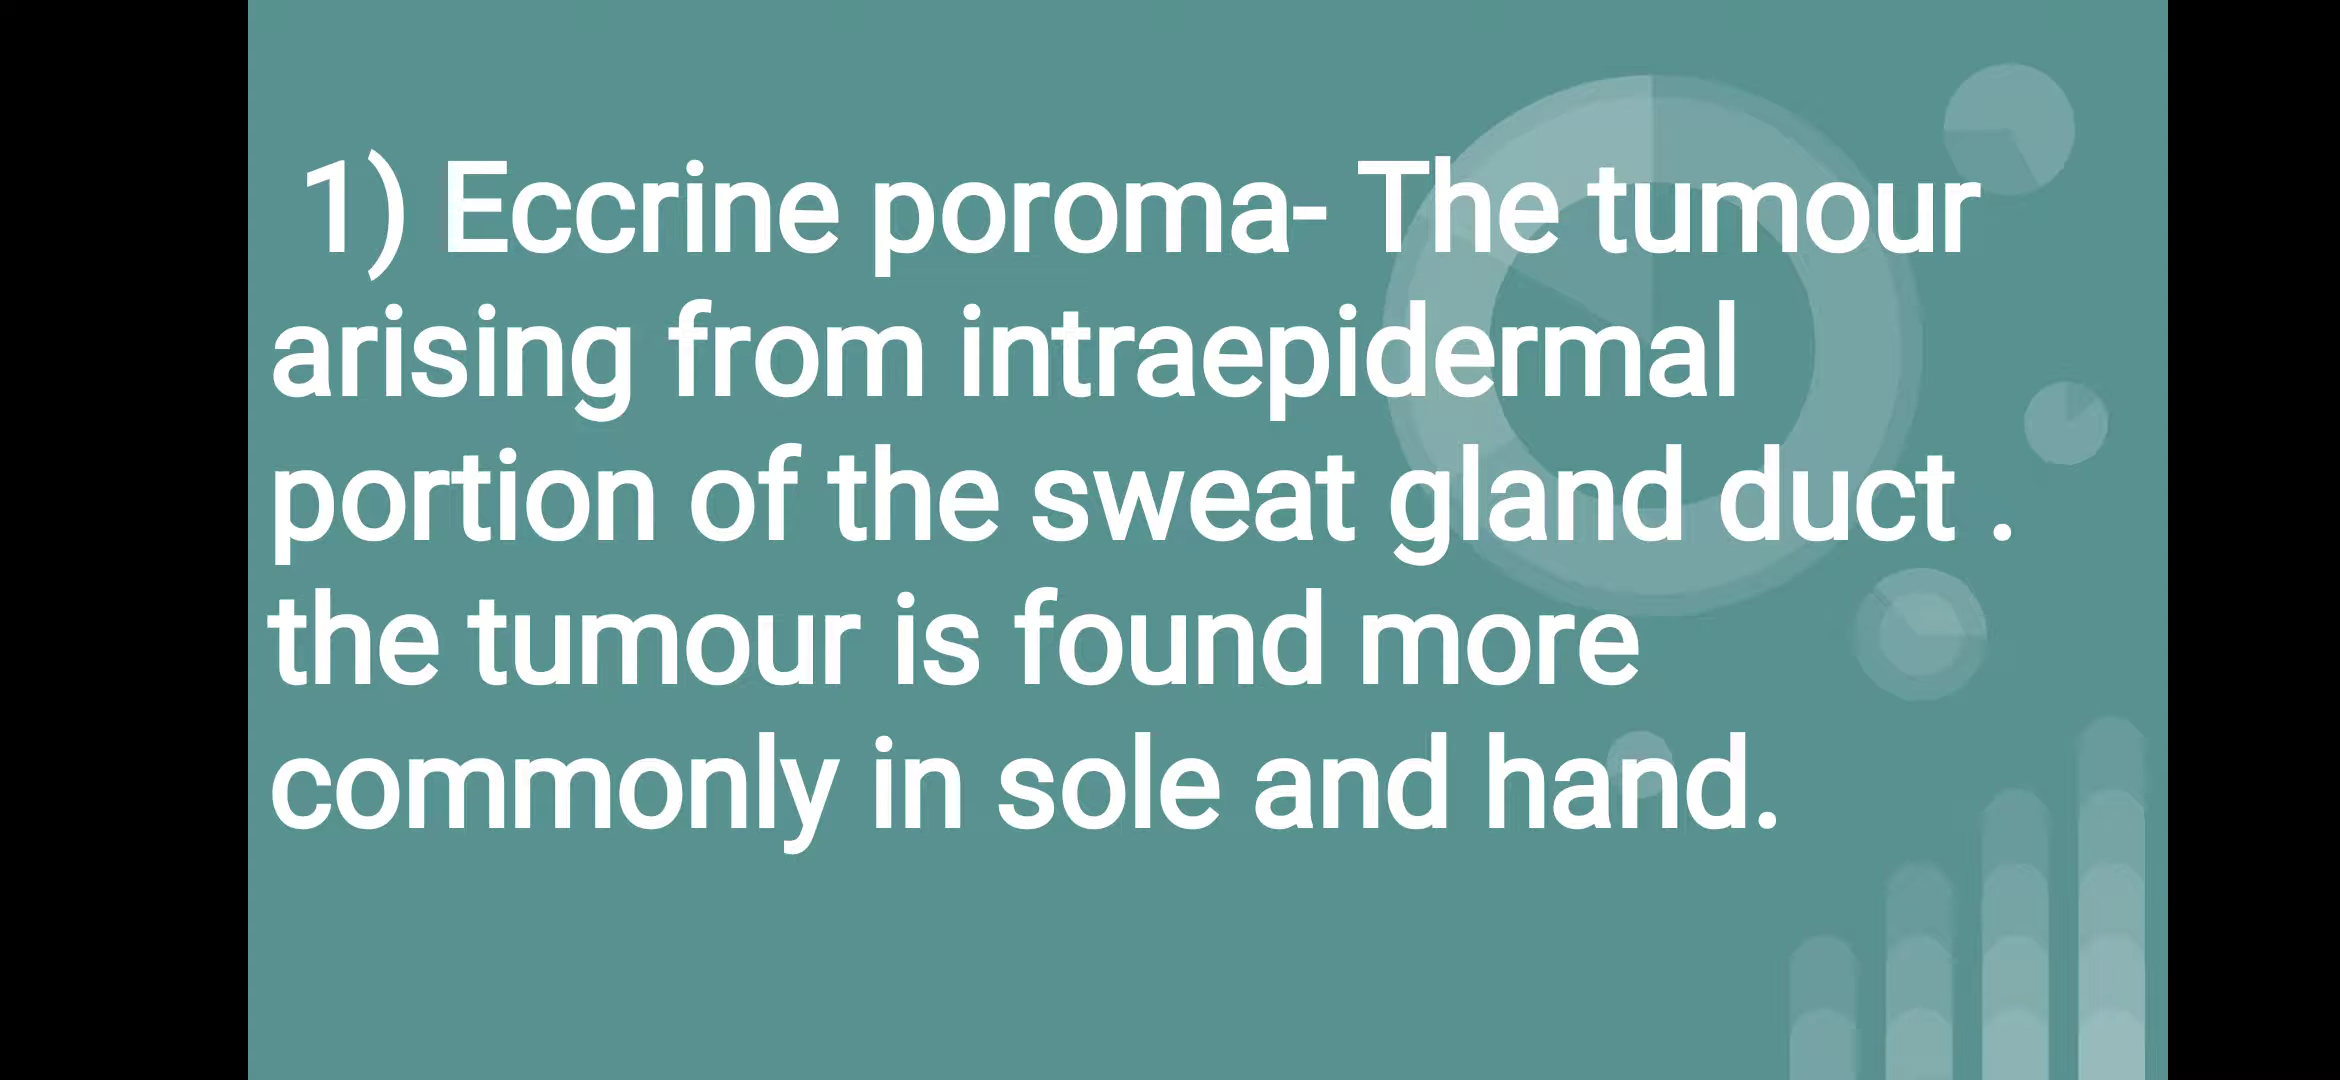 1) Eccrine poroma- The tumour
arising from intraepidermal
portion of the sweat gland duct .
the tumour is found more
commonly in sole and hand.